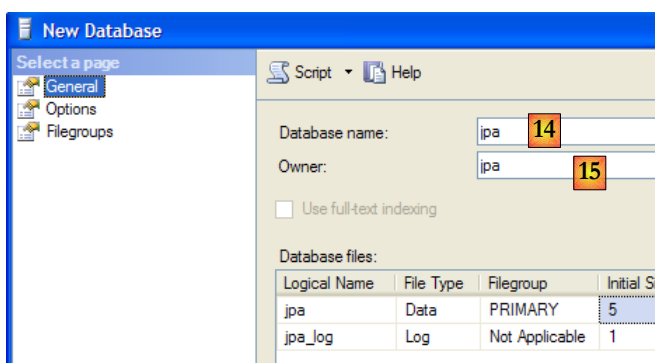 New Database
Select a page
General
Options
Filegroups
Script Help
Database name: jpa 14
Owner: jpa 15
Use full-text indexing
Database files:
Logical Name File Type Filegroup Initial S
jpa Data PRIMARY 5
jpa_log Log Not Applicable 1